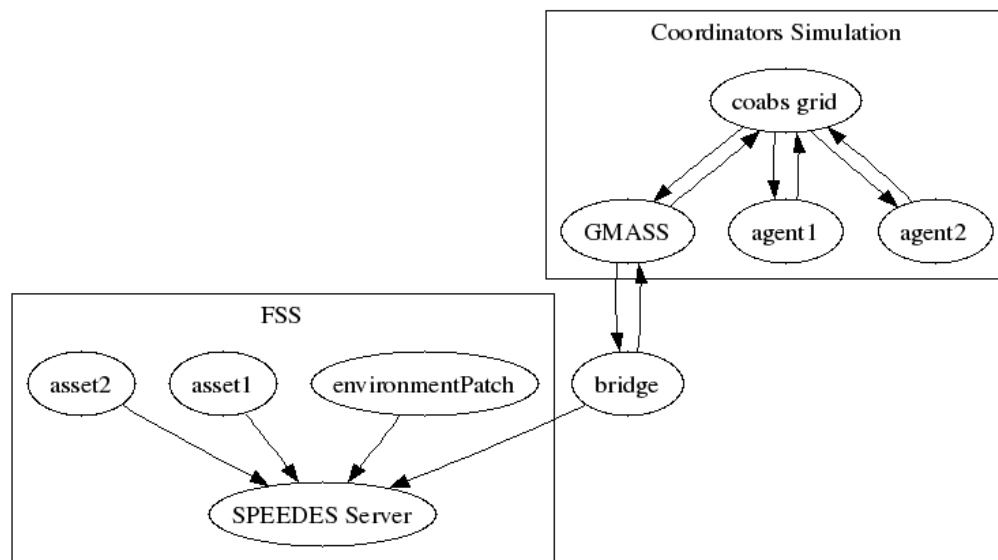 Coordinators Simulation
coabs grid
GMASS
agent1
agent2
FSS
asset2
asset1
environmentPatch
bridge
SPEEDES Server